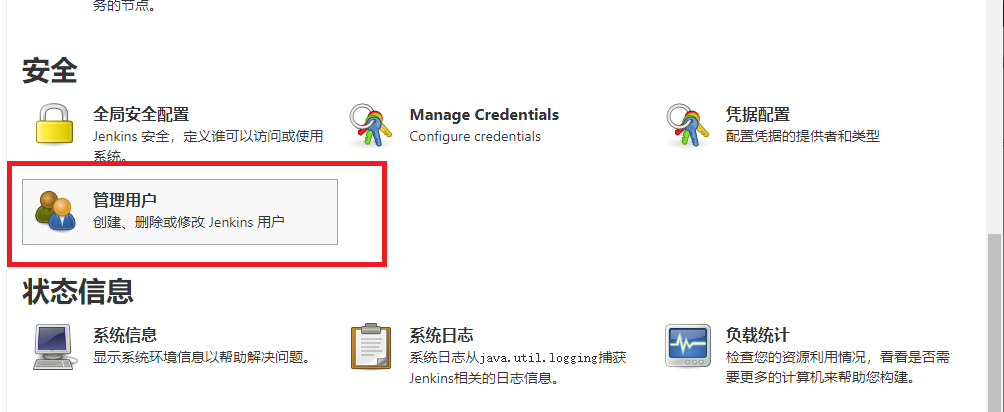 务的节点。
安全
全局安全配置
Jenkins 安全，定义谁可以访问或使用
系统。
Manage Credentials
Configure credentials
凭据配置
配置凭据的提供者和类型
管理用户
创建、删除或修改 Jenkins 用户
状态信息
系统信息
显示系统环境信息以帮助解决问题。
系统日志
系统日志从java.util.logging捕获
Jenkins相关的日志信息。
负载统计
检查您的资源利用情况，看看是否需
要更多的计算机来帮助您构建。